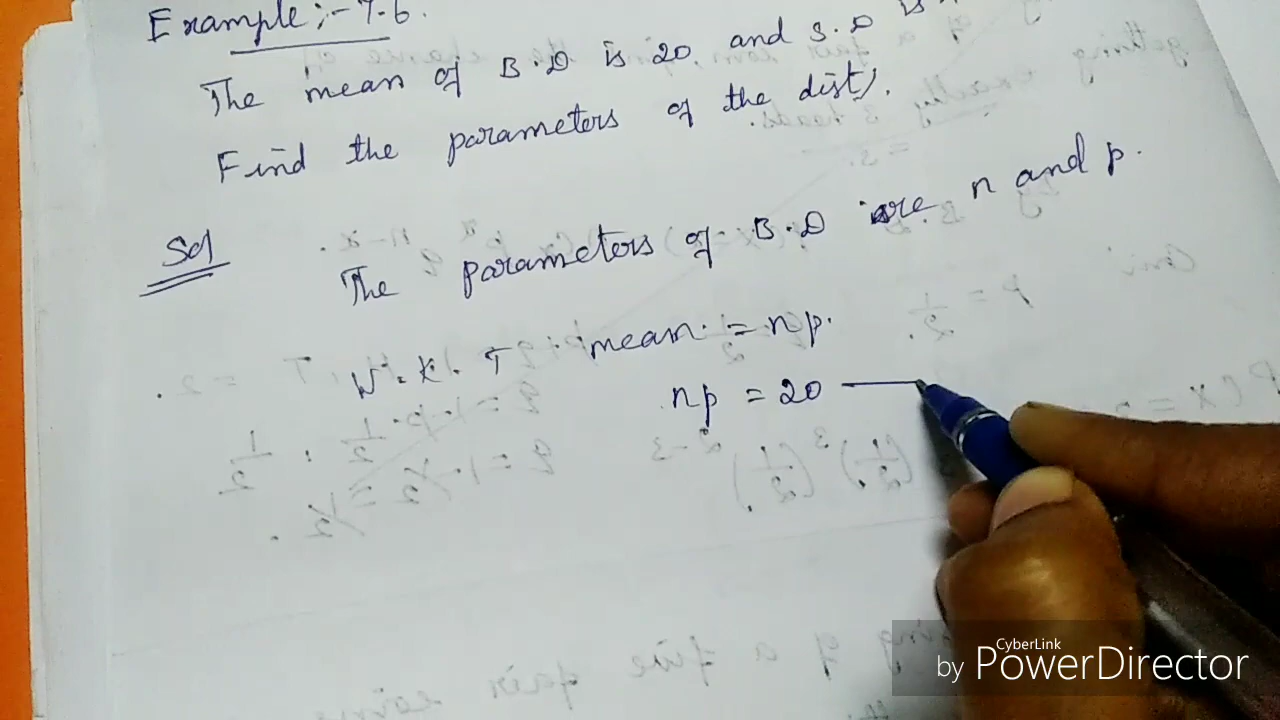 Example:- 7.6.
The mean of B.D is 20, and S.D is
Find the parameters of the dist/.
Sol
The parameters of B.D are n and p.
W.K.T mean = np.
np = 20
CyberLink
by PowerDirector